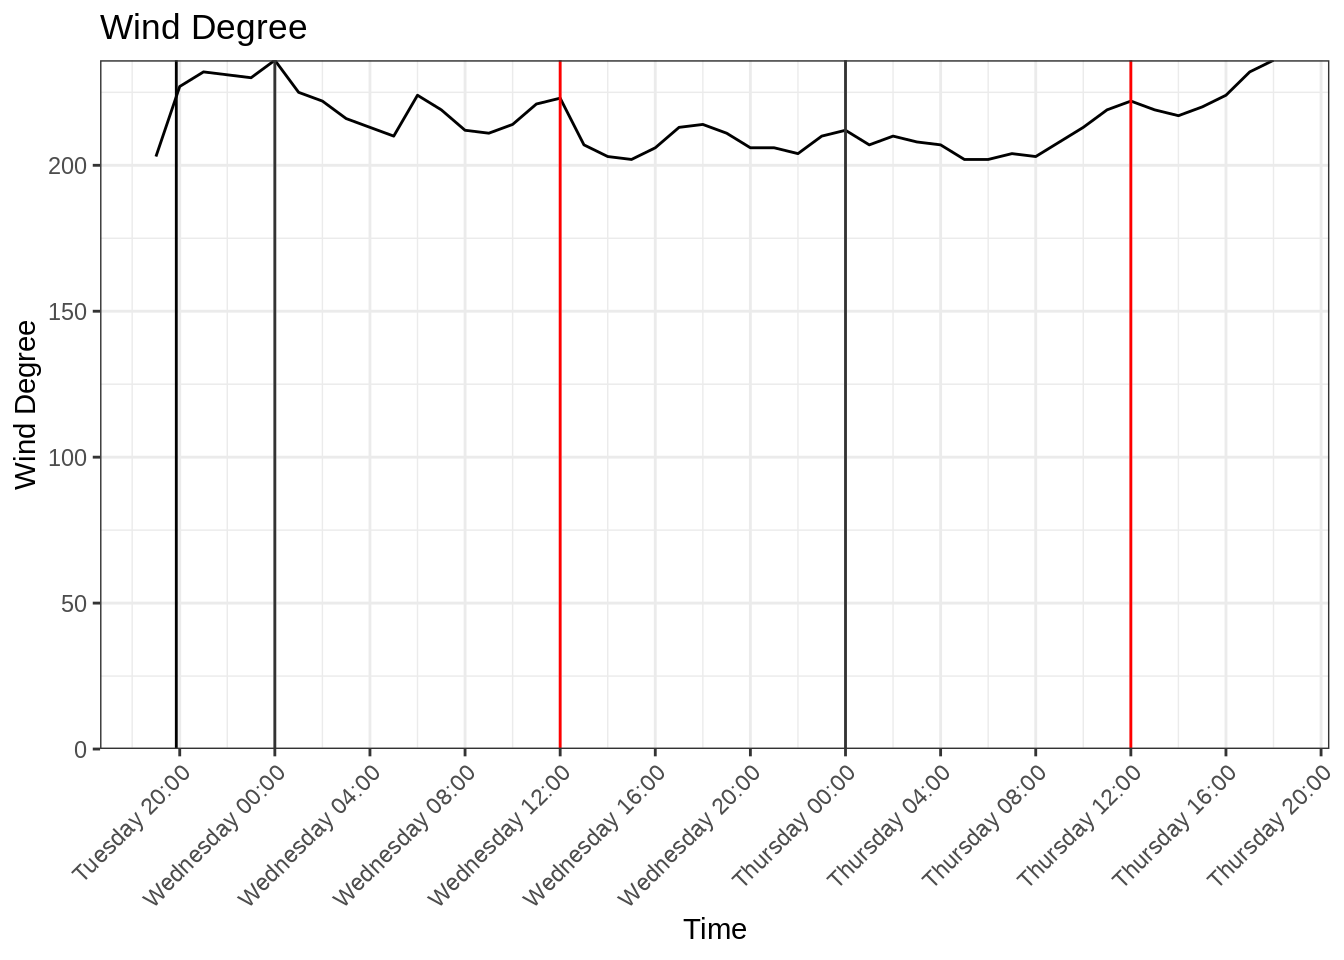 Wind Degree
Wind Degree
200
150
100
50
0
Tuesday 20:00
Wednesday 00:00
Wednesday 04:00
Wednesday 08:00
Wednesday 12:00
Wednesday 16:00
Wednesday 20:00
Thursday 00:00
Thursday 04:00
Thursday 08:00
Thursday 12:00
Thursday 16:00
Thursday 20:00
Time